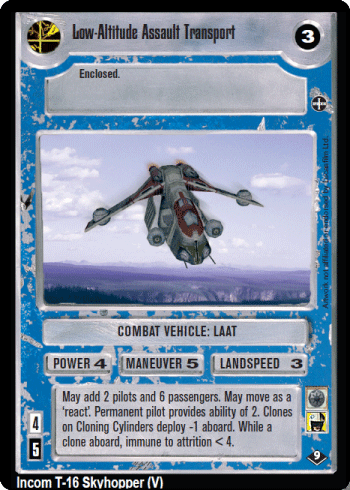 Low-Altitude Assault Transport
3
Enclosed.
COMBAT VEHICLE: LAAT
POWER 4 MANEUVER 5 LANDSPEED 3
May add 2 pilots and 6 passengers. May move as a
'react'. Permanent pilot provides ability of 2. Clones
on Cloning Cylinders deploy -1 aboard. While a
clone aboard, immune to attrition < 4.
4
5
9
Incom T-16 Skyhopper (V)